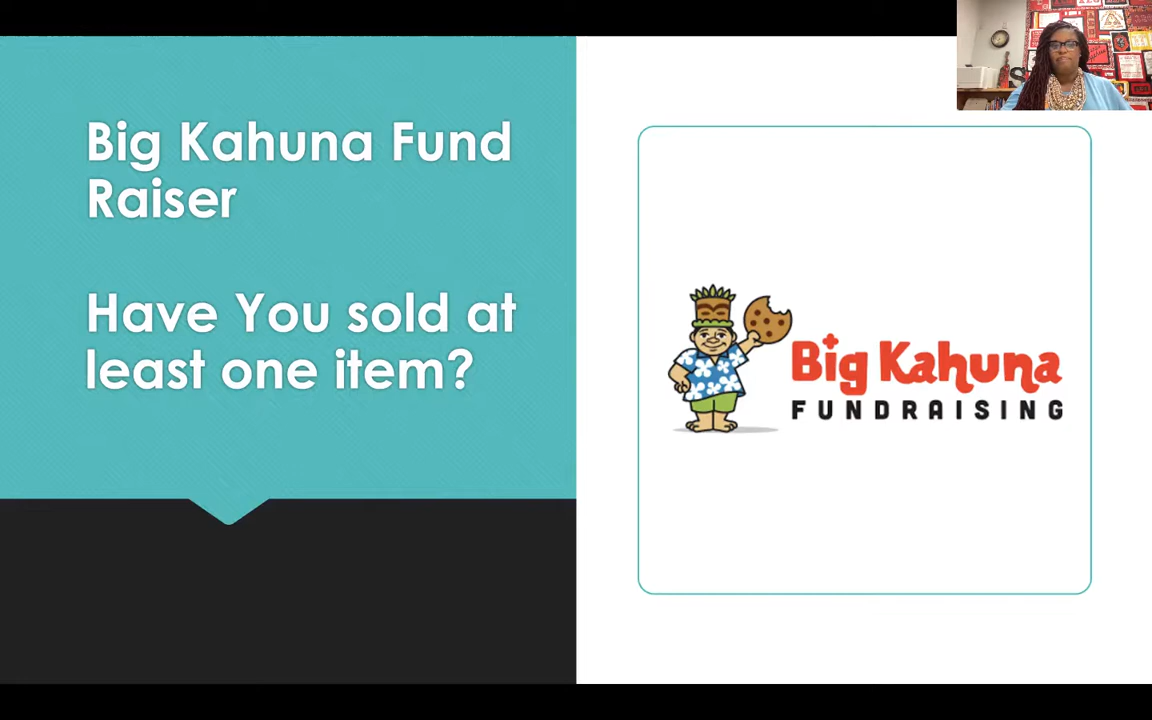 Big Kahuna Fund
Raiser
Have You sold at
least one item?
Big Kahuna
FUNDRAISING